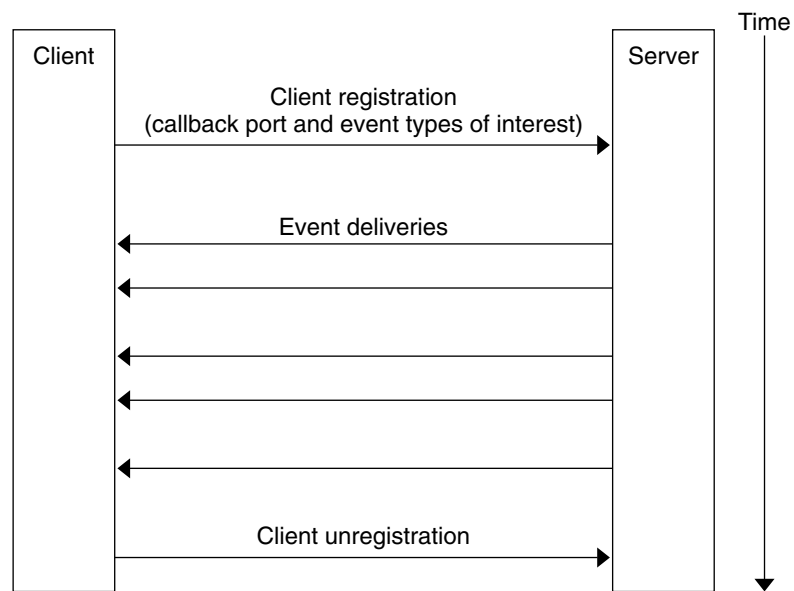 Time
Client
Server
Client registration
(callback port and event types of interest)
Event deliveries
Client unregistration